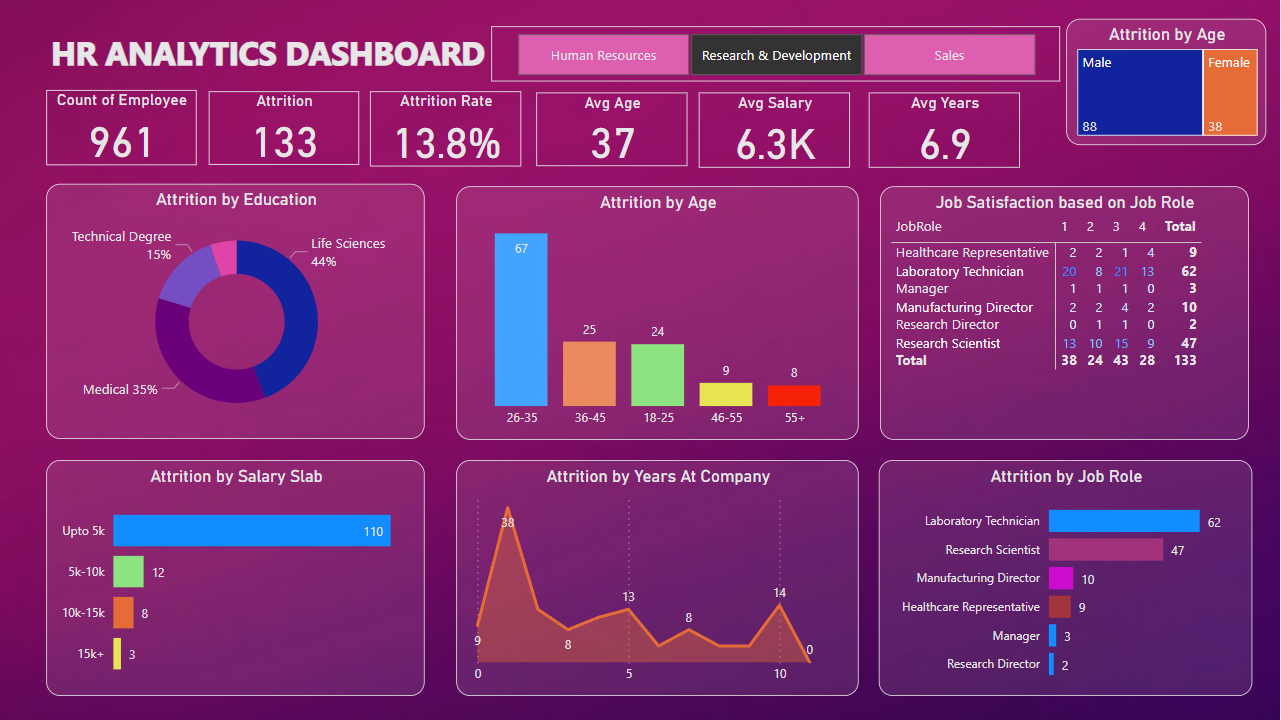 HR ANALYTICS DASHBOARD
Human Resources
Research & Development
Sales
Attrition by Age
Male
Female
88
38
Count of Employee
961
Attrition
133
Attrition Rate
13.8%
Avg Age
37
Avg Salary
6.3K
Avg Years
6.9
Attrition by Education
Technical Degree
15%
Life Sciences
44%
Medical 35%
Attrition by Age
67
25
24
9
8
26-35
36-45
18-25
46-55
55+
Job Satisfaction based on Job Role
JobRole 1 2 3 4 Total
Healthcare Representative 2 2 1 4 9
Laboratory Technician 20 8 21 13 62
Manager 1 1 1 0 3
Manufacturing Director 2 2 4 2 10
Research Director 0 1 1 0 2
Research Scientist 13 10 15 9 47
Total 38 24 43 28 133
Attrition by Salary Slab
Upto 5k 110
5k-10k 12
10k-15k 8
15k+ 3
Attrition by Years At Company
9
38
8
13
8
14
0
0
5
10
Attrition by Job Role
Laboratory Technician 62
Research Scientist 47
Manufacturing Director 10
Healthcare Representative 9
Manager 3
Research Director 2